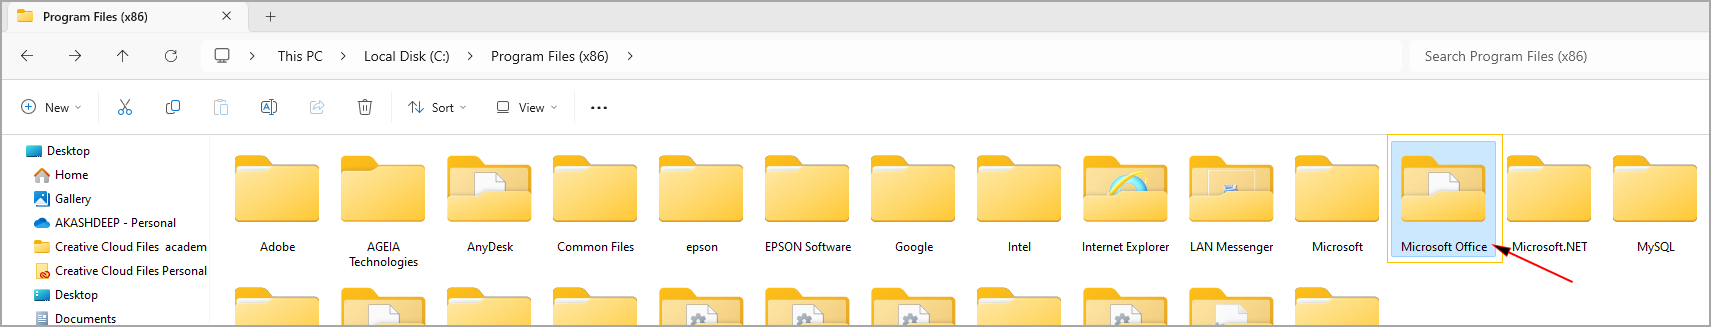 Program Files (x86)
This PC > Local Disk (C:) > Program Files (x86) >
Search Program Files (x86)
New
Sort
View
Desktop
Home
Gallery
AKASHDEEP - Personal
Creative Cloud Files academ
Creative Cloud Files Personal
Desktop
Documents
Adobe
AGEIA
Technologies
AnyDesk
Common Files
epson
EPSON Software
Google
Intel
Internet Explorer
LAN Messenger
Microsoft
Microsoft Office
Microsoft.NET
MySQL